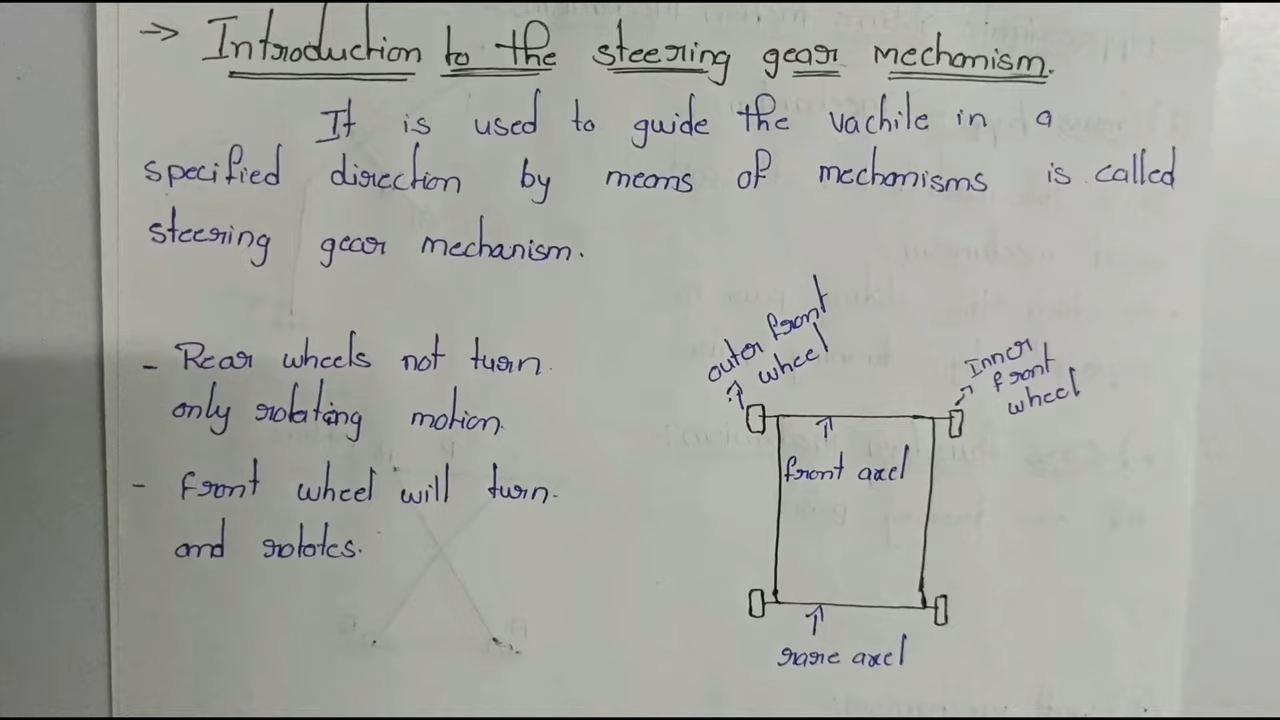 → Introduction to the steering gear mechanism.
It is used to guide the vachile in a
specified direction by means of mechanisms is called
steering gear mechanism.
- Rear wheels not turn.
only rotating motion.
- front wheel will turn.
and rotates.
outer front
wheel
Inner
front
wheel
front axel
rare axel